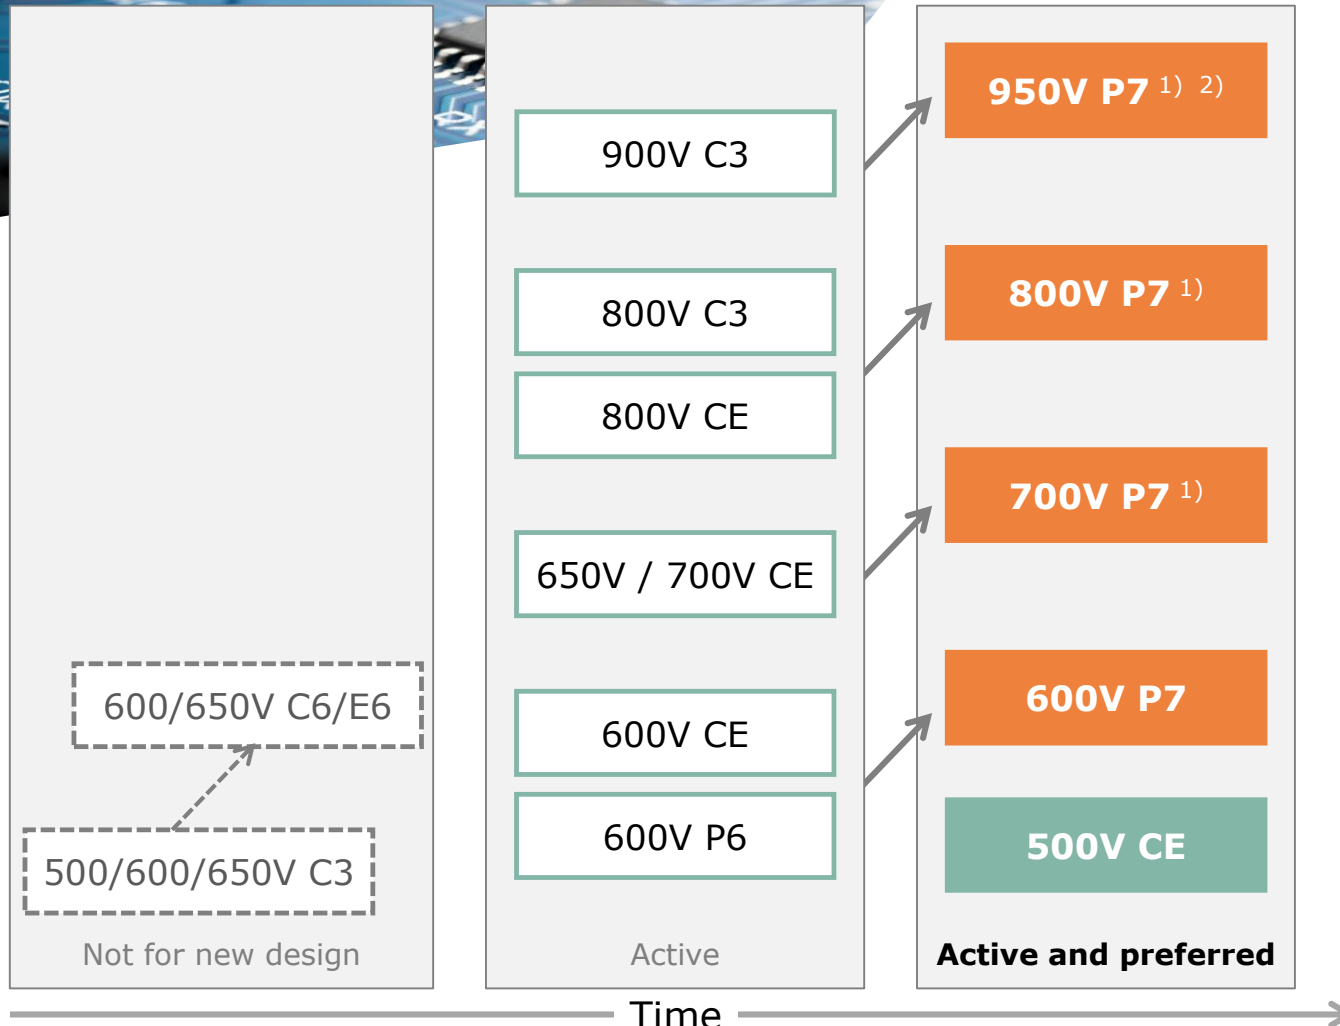 600/650V C6/E6
500/600/650V C3
Not for new design
900V C3
800V C3
800V CE
650V / 700V CE
600V CE
600V P6
Active
950V P7 1) 2)
800V P7 1)
700V P7 1)
600V P7
500V CE
Active and preferred
Time